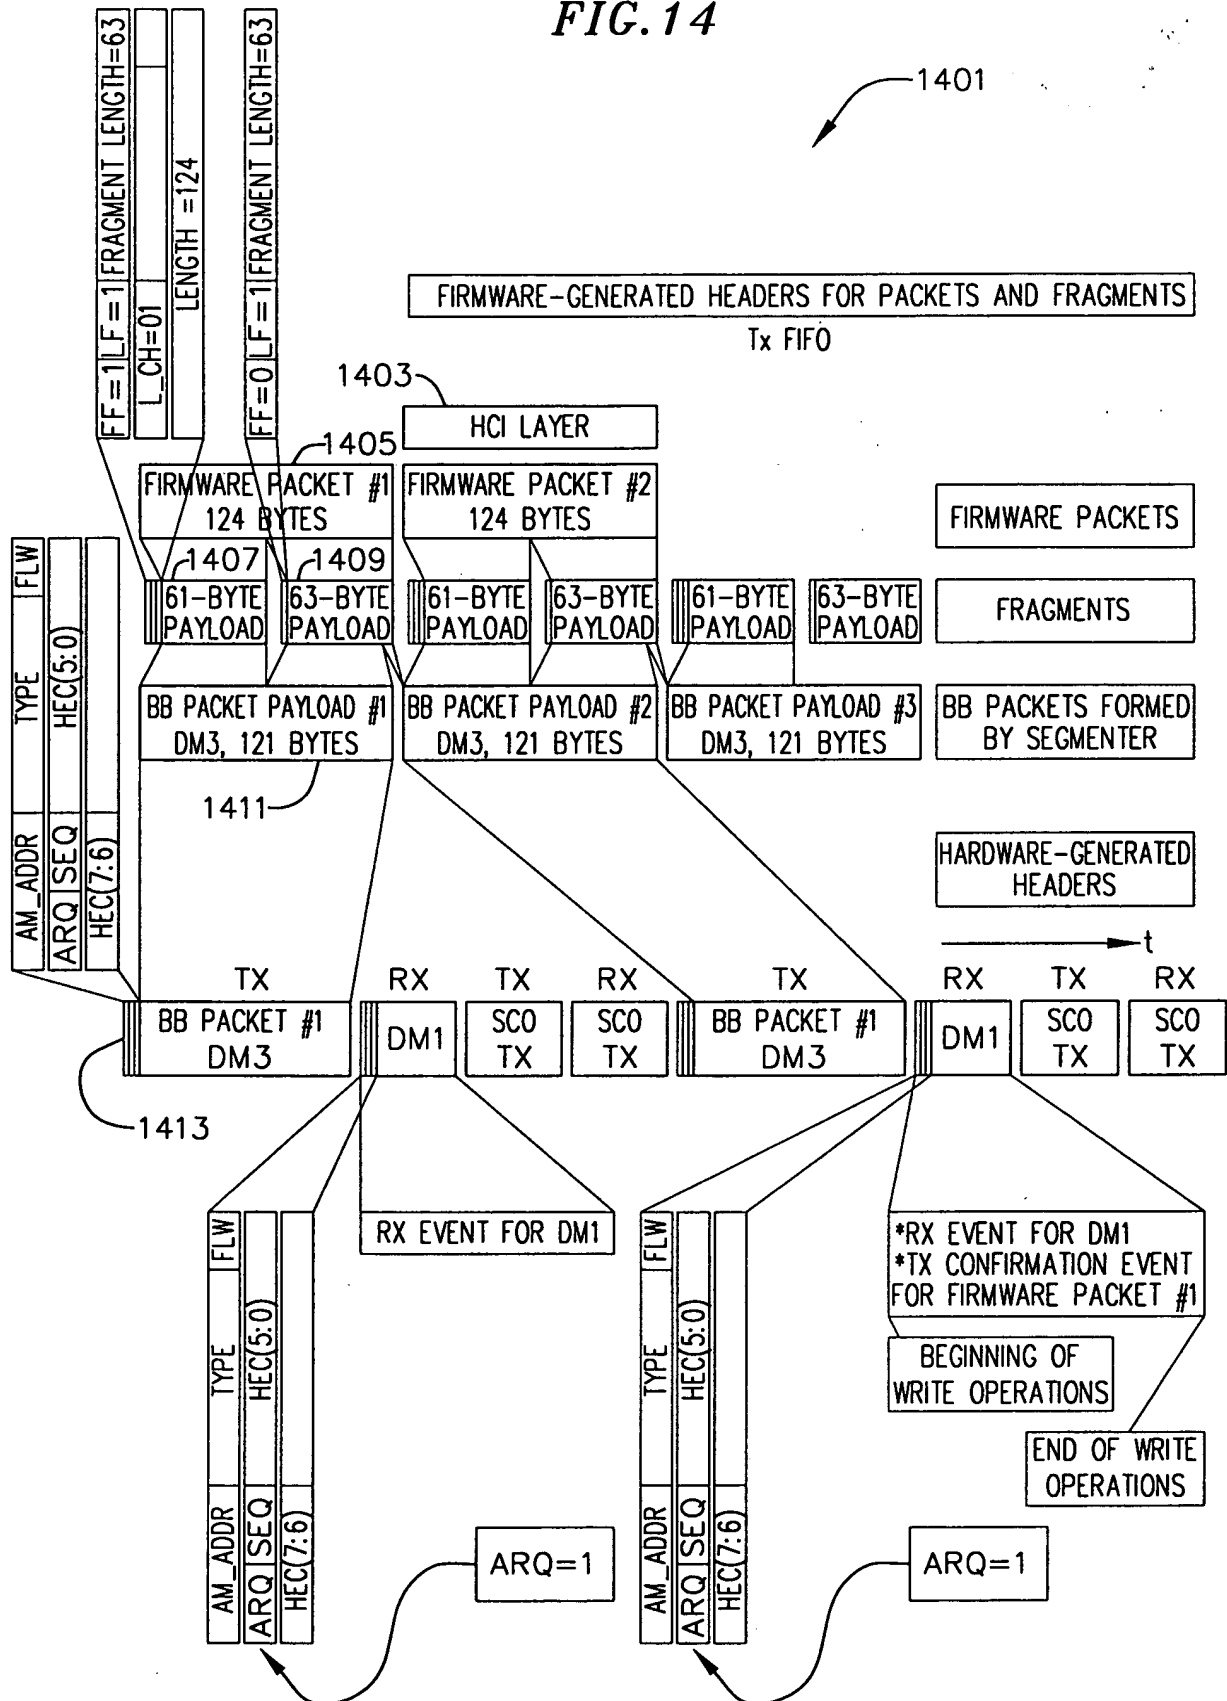 FIG. 14
1401
FF=1 LF=1 FRAGMENT LENGTH=63
L_CH=01
LENGTH =124
FF=0 LF=1 FRAGMENT LENGTH=63
FIRMWARE-GENERATED HEADERS FOR PACKETS AND FRAGMENTS
Tx FIFO
1403
HCI LAYER
1405
FIRMWARE PACKET #1
124 BYTES
FIRMWARE PACKET #2
124 BYTES
FIRMWARE PACKETS
1407
1409
61-BYTE
PAYLOAD
63-BYTE
PAYLOAD
61-BYTE
PAYLOAD
63-BYTE
PAYLOAD
61-BYTE
PAYLOAD
63-BYTE
PAYLOAD
FRAGMENTS
BB PACKET PAYLOAD #1
DM3, 121 BYTES
BB PACKET PAYLOAD #2
DM3, 121 BYTES
BB PACKET PAYLOAD #3
DM3, 121 BYTES
BB PACKETS FORMED
BY SEGMENTER
1411
AM_ADDR TYPE FLW
ARQ SEQ HEC(5:0)
HEC(7:6)
HARDWARE-GENERATED
HEADERS
t
TX RX TX RX TX RX TX RX
BB PACKET #1
DM3
DM1
SCO
TX
SCO
TX
BB PACKET #1
DM3
DM1
SCO
TX
SCO
TX
1413
AM_ADDR TYPE FLW
ARQ SEQ HEC(5:0)
HEC(7:6)
RX EVENT FOR DM1
AM_ADDR TYPE FLW
ARQ SEQ HEC(5:0)
HEC(7:6)
*RX EVENT FOR DM1
*TX CONFIRMATION EVENT
FOR FIRMWARE PACKET #1
BEGINNING OF
WRITE OPERATIONS
END OF WRITE
OPERATIONS
ARQ=1
ARQ=1